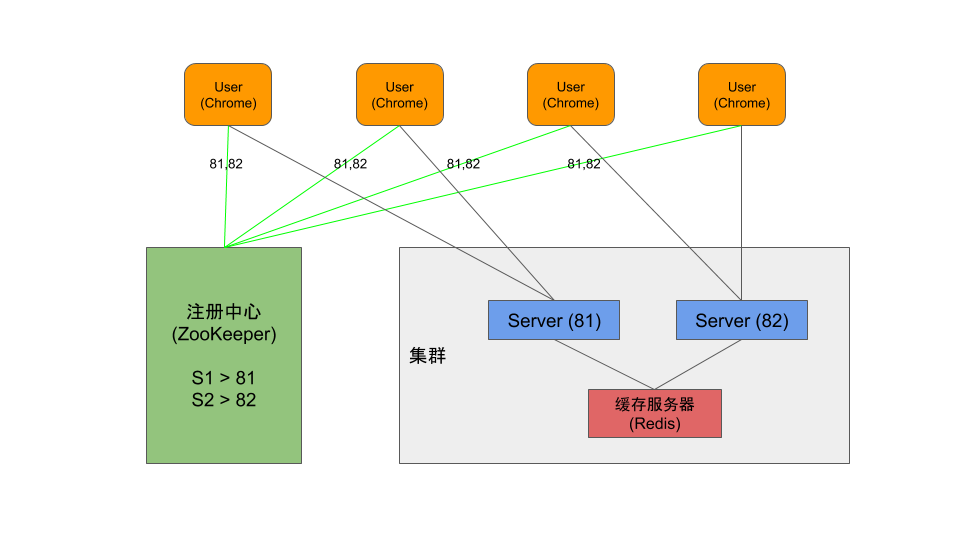 User
(Chrome)
User
(Chrome)
User
(Chrome)
User
(Chrome)
81,82
81,82
81,82
81,82
注册中心
(ZooKeeper)
S1 > 81
S2 > 82
集群
Server (81)
Server (82)
缓存服务器
(Redis)